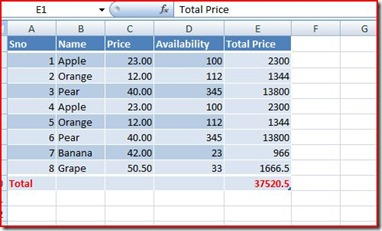 E1 fx Total Price
A B C D E F G
Sno Name Price Availability Total Price
1 Apple 23.00 100 2300
2 Orange 12.00 112 1344
3 Pear 40.00 345 13800
4 Apple 23.00 100 2300
5 Orange 12.00 112 1344
6 Pear 40.00 345 13800
7 Banana 42.00 23 966
8 Grape 50.50 33 1666.5
Total 37520.5